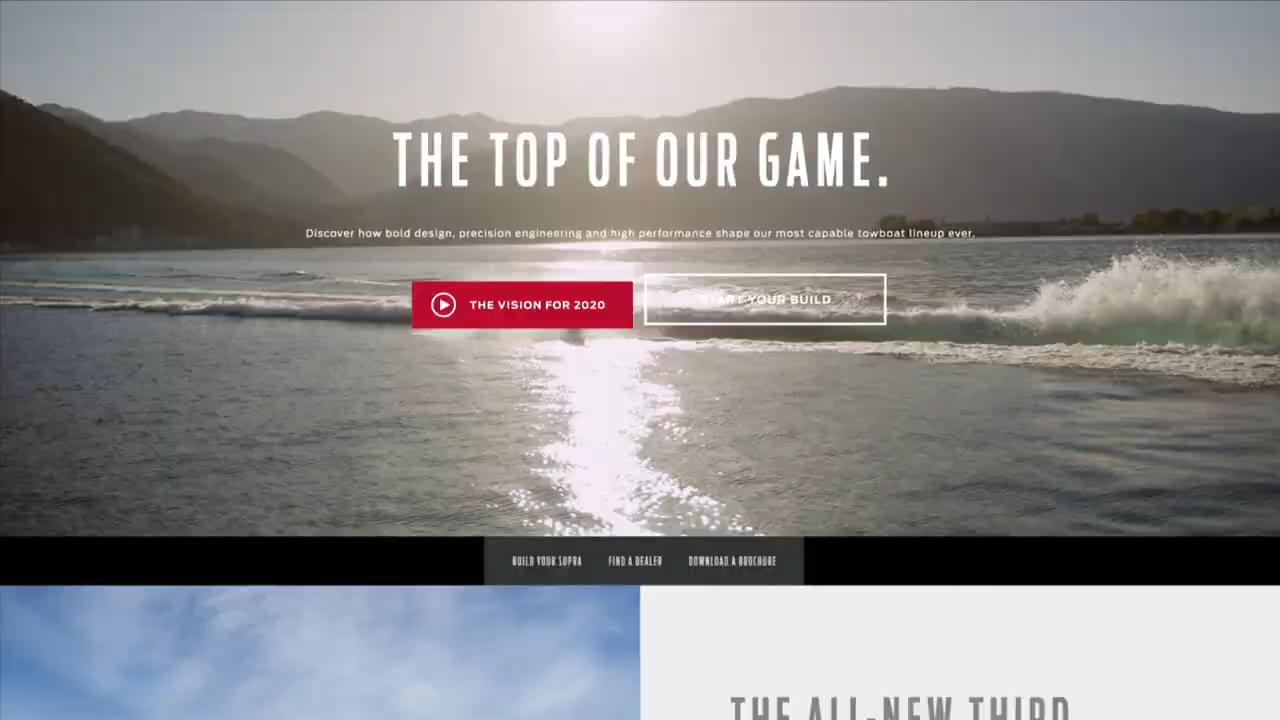 THE TOP OF OUR GAME.
Discover how bold design, precision engineering and high performance shape our most capable towboat lineup ever.
THE VISION FOR 2020
START YOUR BUILD
BUILD YOUR SUPRA
FIND A DEALER
DOWNLOAD A BROCHURE
THE ALL-NEW THIRD